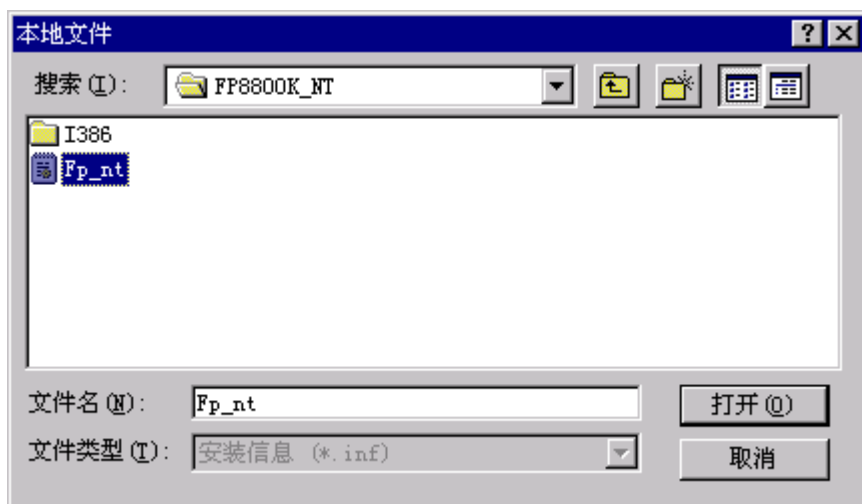 本地文件
搜索(I): FP8800K_NT
I386
Fp_nt
文件名(N): Fp_nt 打开(O)
文件类型(T): 安装信息 (*.inf) 取消